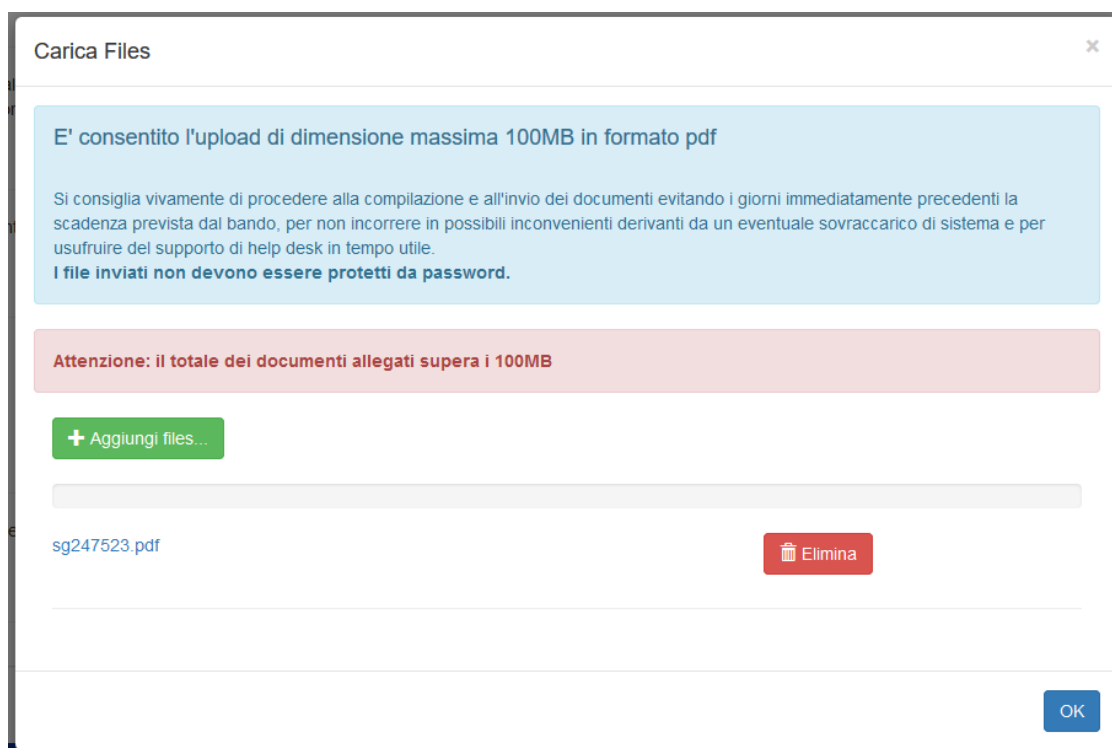 Carica Files
×
E' consentito l'upload di dimensione massima 100MB in formato pdf
Si consiglia vivamente di procedere alla compilazione e all'invio dei documenti evitando i giorni immediatamente precedenti la
scadenza prevista dal bando, per non incorrere in possibili inconvenienti derivanti da un eventuale sovraccarico di sistema e per
usufruire del supporto di help desk in tempo utile.
I file inviati non devono essere protetti da password.
Attenzione: il totale dei documenti allegati supera i 100MB
Aggiungi files...
sg247523.pdf
Elimina
OK